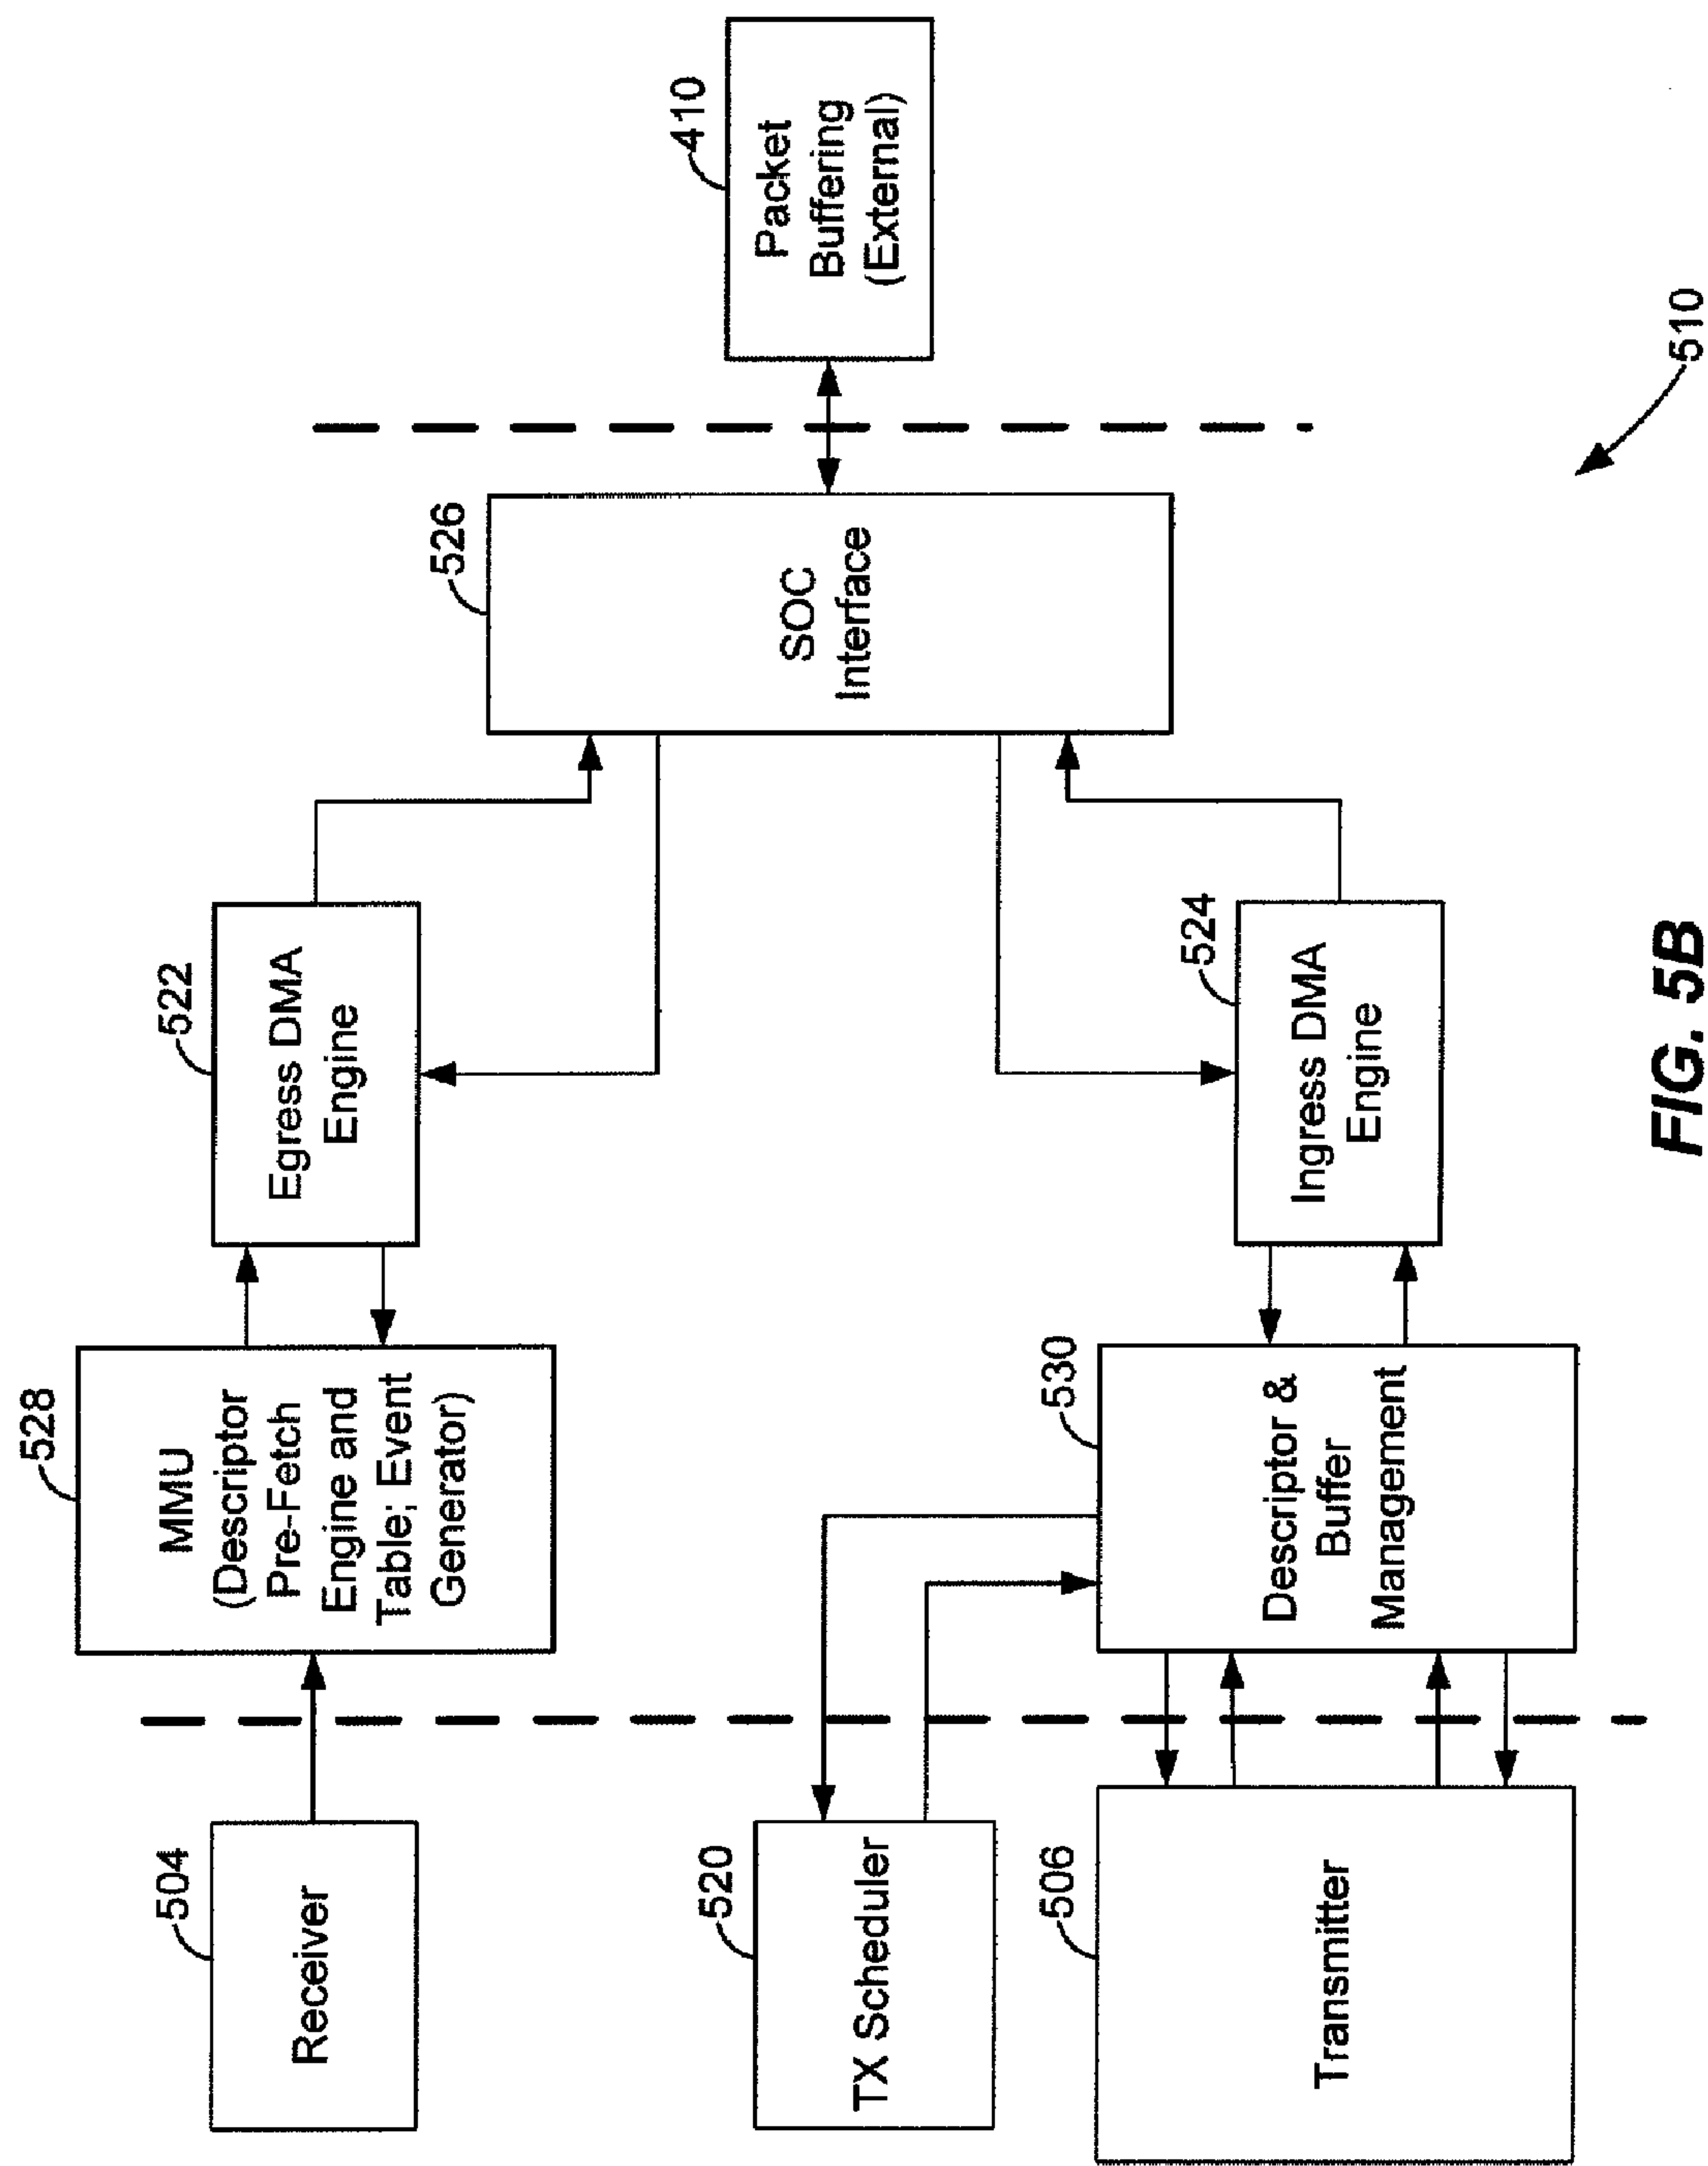 504
Receiver
528
MMU
(Descriptor
Pre-Fetch
Engine and
Table; Event
Generator)
522
Egress DMA
Engine
526
SOC
Interface
410
Packet
Buffering
(External)
520
TX Scheduler
506
Transmitter
530
Descriptor &
Buffer
Management
524
Ingress DMA
Engine
510
FIG. 5B